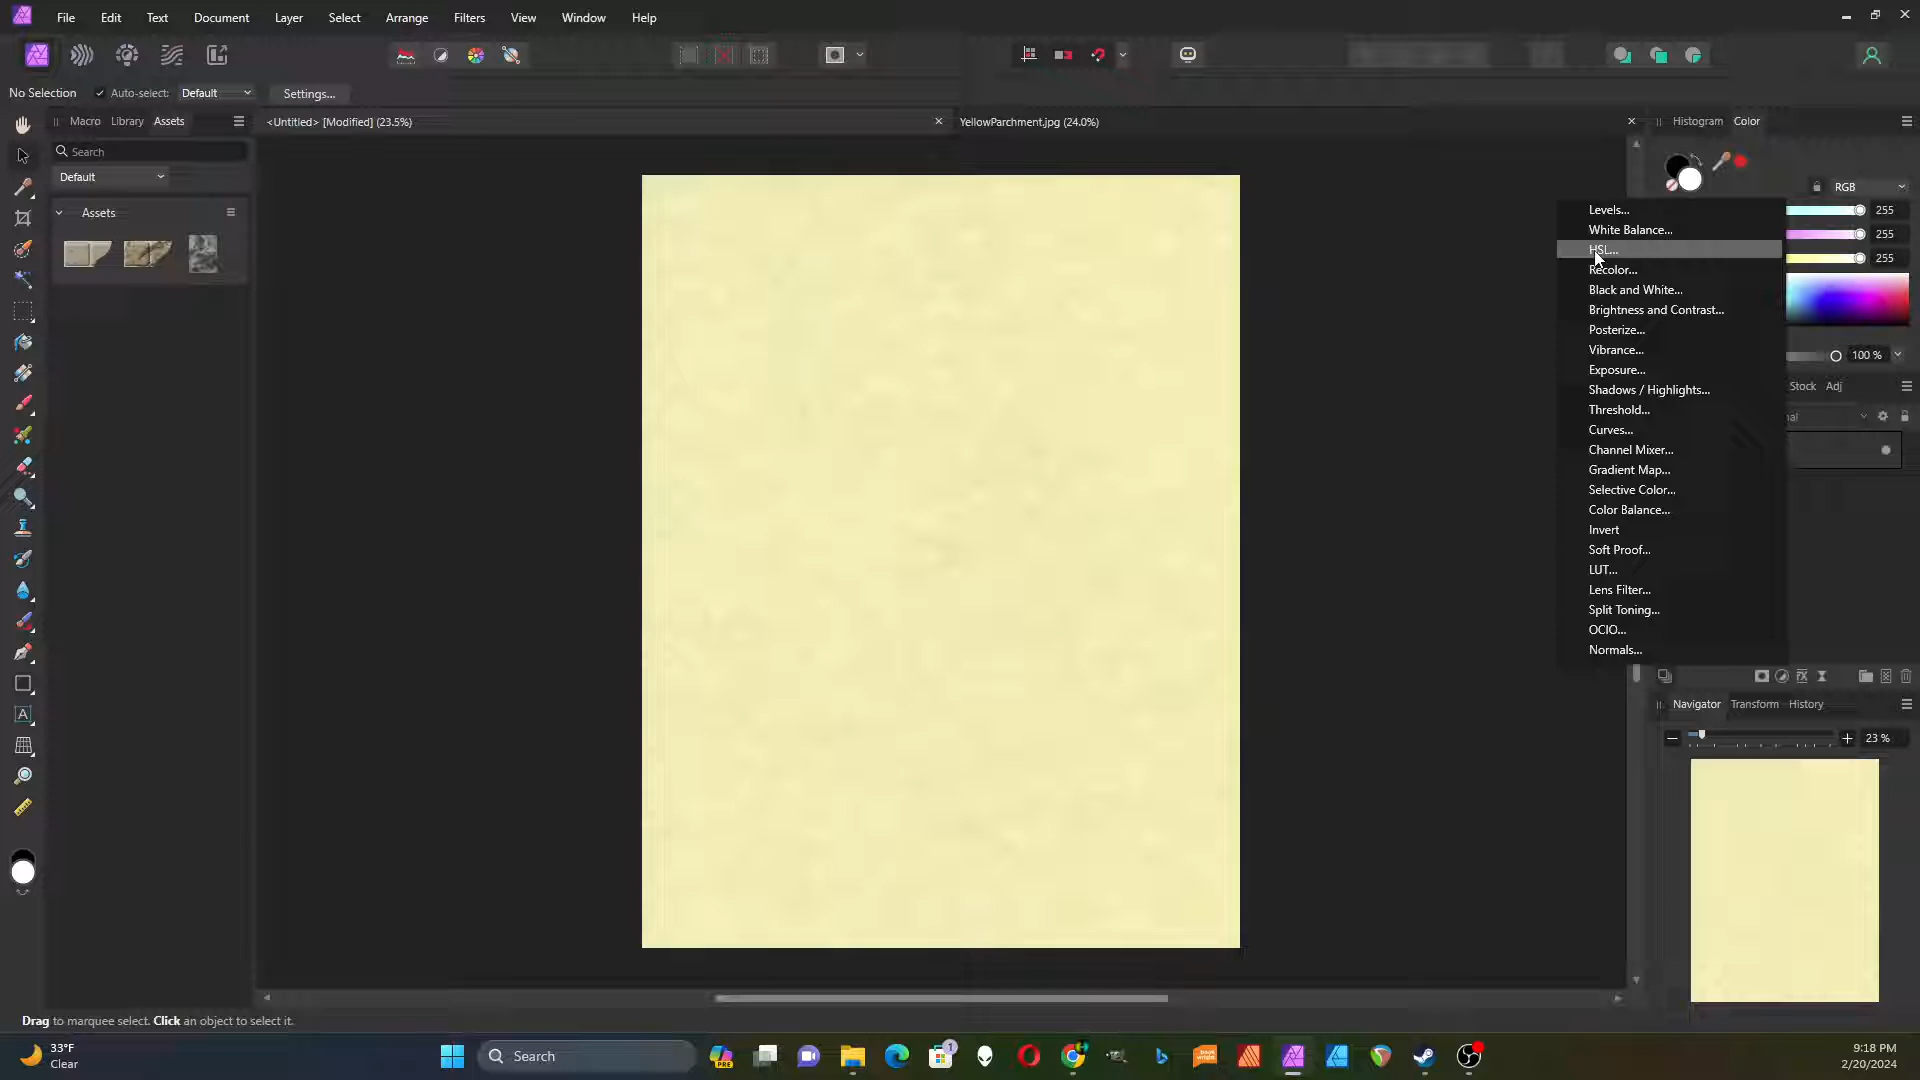 File Edit Text Document Layer Select Arrange Filters View Window Help
No Selection Auto-select: Default Settings...
Macro Library Assets <Untitled> [Modified] (23.5%) YellowParchment.jpg (24.0%) Histogram Color
Search
Default
RGB
Assets
Levels... 255
White Balance... 255
HSL... 255
Recolor...
Black and White...
Brightness and Contrast...
Posterize...
Vibrance... 100 %
Exposure...
Shadows / Highlights... Stock Adj
Threshold...
Curves...
Channel Mixer...
Gradient Map...
Selective Color...
Color Balance...
Invert
Soft Proof...
LUT...
Lens Filter...
Split Toning...
OCIO...
Normals...
Navigator Transform History
23 %
Drag to marquee select. Click an object to select it.
33°F
Clear
Search
9:18 PM
2/20/2024